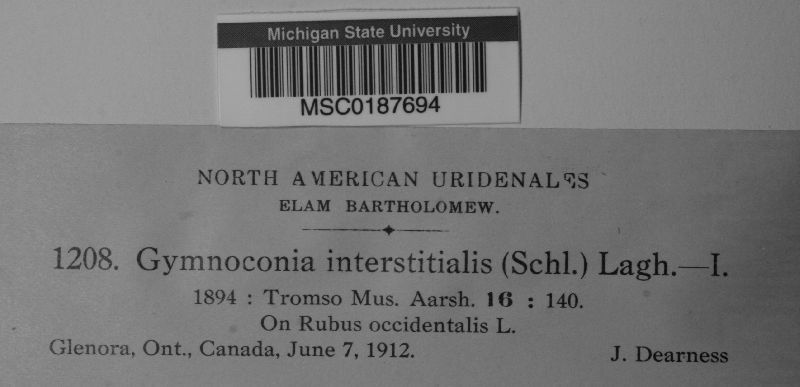 Michigan State University
MSC0187694
NORTH AMERICAN URIDENALES
ELAM BARTHOLOMEW.
1208. Gymnoconia interstitialis (Schl.) Lagh.—I.
1894 : Tromso Mus. Aarsh. 16 : 140.
On Rubus occidentalis L.
Glenora, Ont., Canada, June 7, 1912. J. Dearness